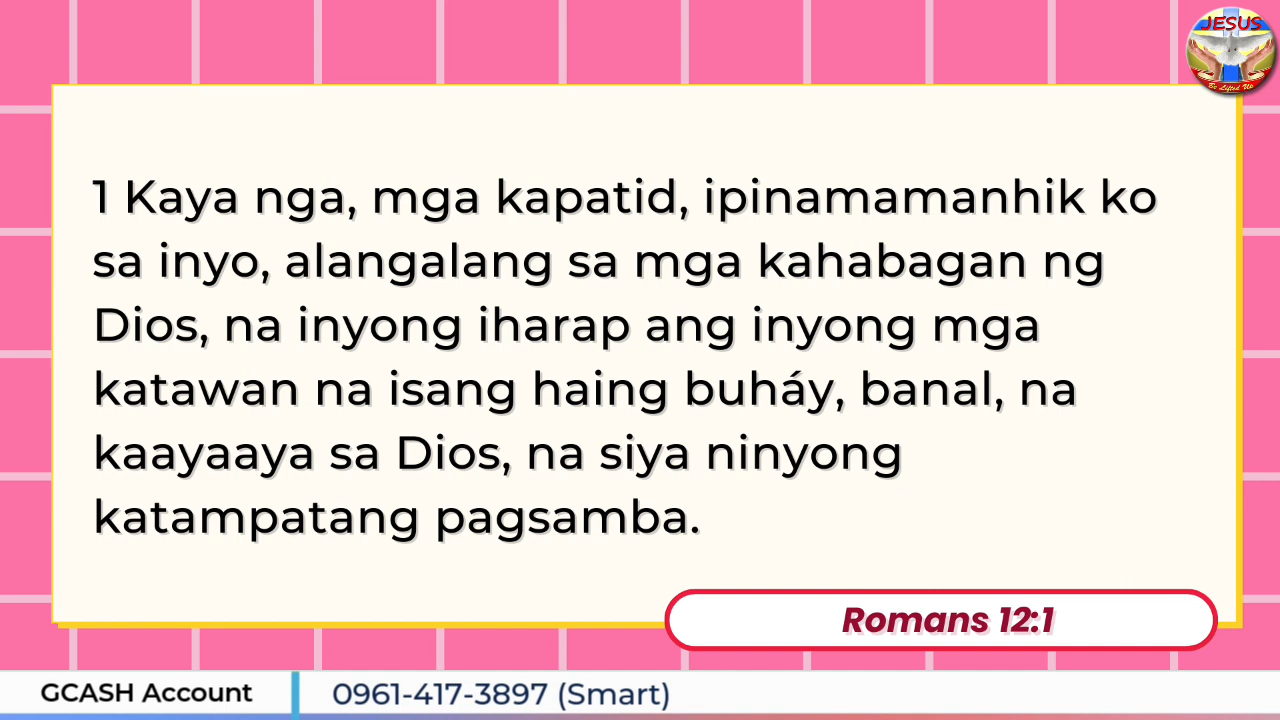 JESUS
Be Lifted Up
1 Kaya nga, mga kapatid, ipinamamanhik ko
sa inyo, alangalang sa mga kahabagan ng
Dios, na inyong iharap ang inyong mga
katawan na isang haing buháy, banal, na
kaayaaya sa Dios, na siya ninyong
katampatang pagsamba.
Romans 12:1
GCASH Account 0961-417-3897 (Smart)